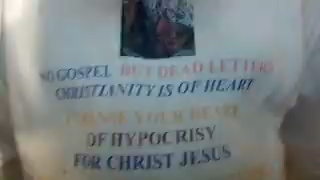 NO GOSPEL BUT DEAD LETTERS
CHRISTIANITY IS OF HEART
CHANGE YOUR HEART
OF HYPOCRISY
FOR CHRIST JESUS